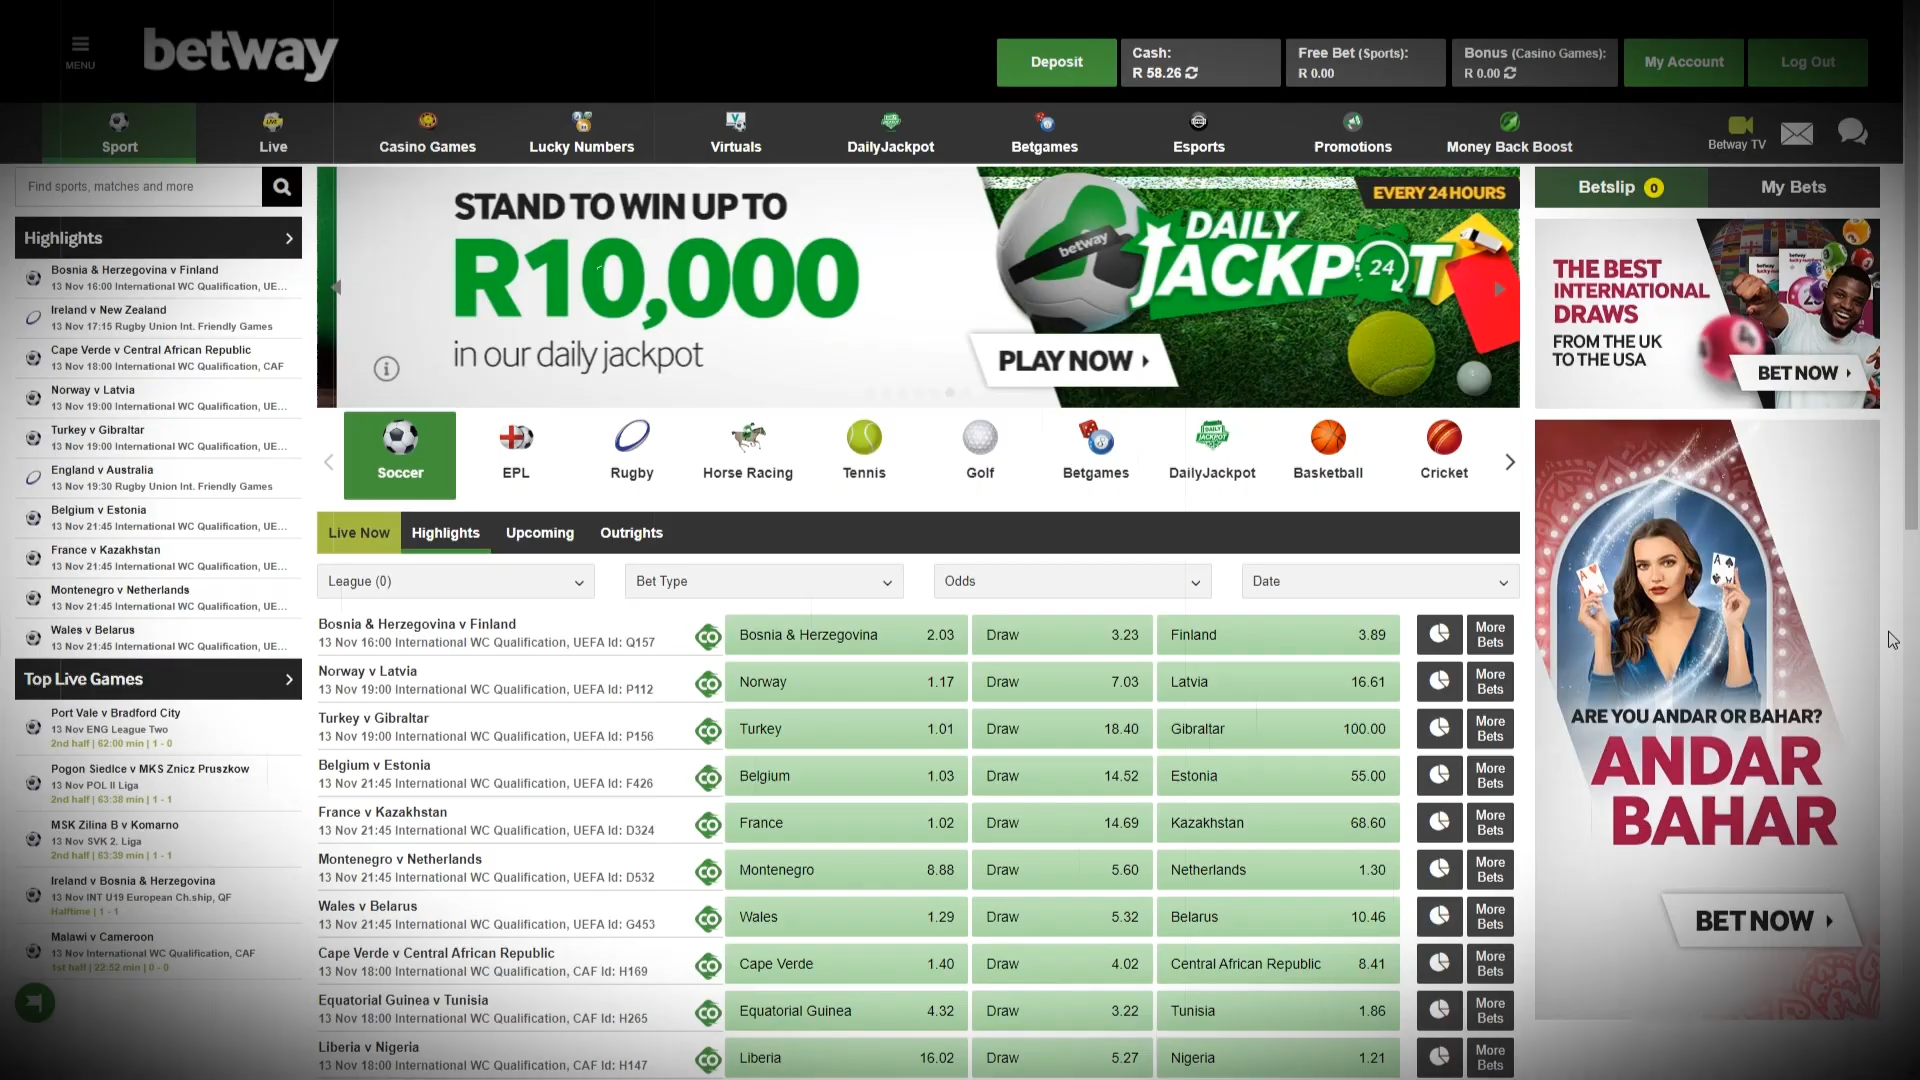 MENU
betway
Deposit
Cash:
R 58.26
Free Bet (Sports):
R 0.00
Bonus (Casino Games):
R 0.00
My Account
Log Out
Sport
Live
Casino Games
Lucky Numbers
Virtuals
DailyJackpot
Betgames
Esports
Promotions
Money Back Boost
Betway TV
Find sports, matches and more
Highlights
Bosnia & Herzegovina v Finland
13 Nov 16:00 International WC Qualification, UE...
Ireland v New Zealand
13 Nov 17:15 Rugby Union Int. Friendly Games
Cape Verde v Central African Republic
13 Nov 18:00 International WC Qualification, CAF
Norway v Latvia
13 Nov 19:00 International WC Qualification, UE...
Turkey v Gibraltar
13 Nov 19:00 International WC Qualification, UE...
England v Australia
13 Nov 19:30 Rugby Union Int. Friendly Games
Belgium v Estonia
13 Nov 21:45 International WC Qualification, UE...
France v Kazakhstan
13 Nov 21:45 International WC Qualification, UE...
Montenegro v Netherlands
13 Nov 21:45 International WC Qualification, UE...
Wales v Belarus
13 Nov 21:45 International WC Qualification, UE...
Top Live Games
Port Vale v Bradford City
13 Nov ENG League Two
2nd half | 62:00 min | 1 - 0
Pogon Siedlce v MKS Znicz Pruszkow
13 Nov POL II Liga
2nd half | 63:38 min | 1 - 1
MSK Zilina B v Komarno
13 Nov SVK 2. Liga
2nd half | 63:39 min | 1 - 1
Ireland v Bosnia & Herzegovina
13 Nov INT U19 European Ch.ship, QF
Halftime | 1 - 1
Malawi v Cameroon
13 Nov International WC Qualification, CAF
1st half | 22:52 min | 0 - 0
STAND TO WIN UP TO
R10,000
in our daily jackpot
betway
EVERY 24 HOURS
DAILY
JACKPOT
24
PLAY NOW
Soccer
EPL
Rugby
Horse Racing
Tennis
Golf
Betgames
DailyJackpot
Basketball
Cricket
Live Now
Highlights
Upcoming
Outrights
League (0)
Bet Type
Odds
Date
Bosnia & Herzegovina v Finland
13 Nov 16:00 International WC Qualification, UEFA Id: Q157
CO
Bosnia & Herzegovina 2.03
Draw 3.23
Finland 3.89
More
Bets
Norway v Latvia
13 Nov 19:00 International WC Qualification, UEFA Id: P112
CO
Norway 1.17
Draw 7.03
Latvia 16.61
More
Bets
Turkey v Gibraltar
13 Nov 19:00 International WC Qualification, UEFA Id: P156
CO
Turkey 1.01
Draw 18.40
Gibraltar 100.00
More
Bets
Belgium v Estonia
13 Nov 21:45 International WC Qualification, UEFA Id: F426
CO
Belgium 1.03
Draw 14.52
Estonia 55.00
More
Bets
France v Kazakhstan
13 Nov 21:45 International WC Qualification, UEFA Id: D324
CO
France 1.02
Draw 14.69
Kazakhstan 68.60
More
Bets
Montenegro v Netherlands
13 Nov 21:45 International WC Qualification, UEFA Id: D532
CO
Montenegro 8.88
Draw 5.60
Netherlands 1.30
More
Bets
Wales v Belarus
13 Nov 21:45 International WC Qualification, UEFA Id: G453
CO
Wales 1.29
Draw 5.32
Belarus 10.46
More
Bets
Cape Verde v Central African Republic
13 Nov 18:00 International WC Qualification, CAF Id: H169
CO
Cape Verde 1.40
Draw 4.02
Central African Republic 8.41
More
Bets
Equatorial Guinea v Tunisia
13 Nov 18:00 International WC Qualification, CAF Id: H265
CO
Equatorial Guinea 4.32
Draw 3.22
Tunisia 1.86
More
Bets
Liberia v Nigeria
13 Nov 18:00 International WC Qualification, CAF Id: H147
CO
Liberia 16.02
Draw 5.27
Nigeria 1.21
More
Bets
Betslip 0
My Bets
THE BEST
INTERNATIONAL
DRAWS
FROM THE UK
TO THE USA
BET NOW
A
A
ARE YOU ANDAR OR BAHAR?
ANDAR
BAHAR
BET NOW